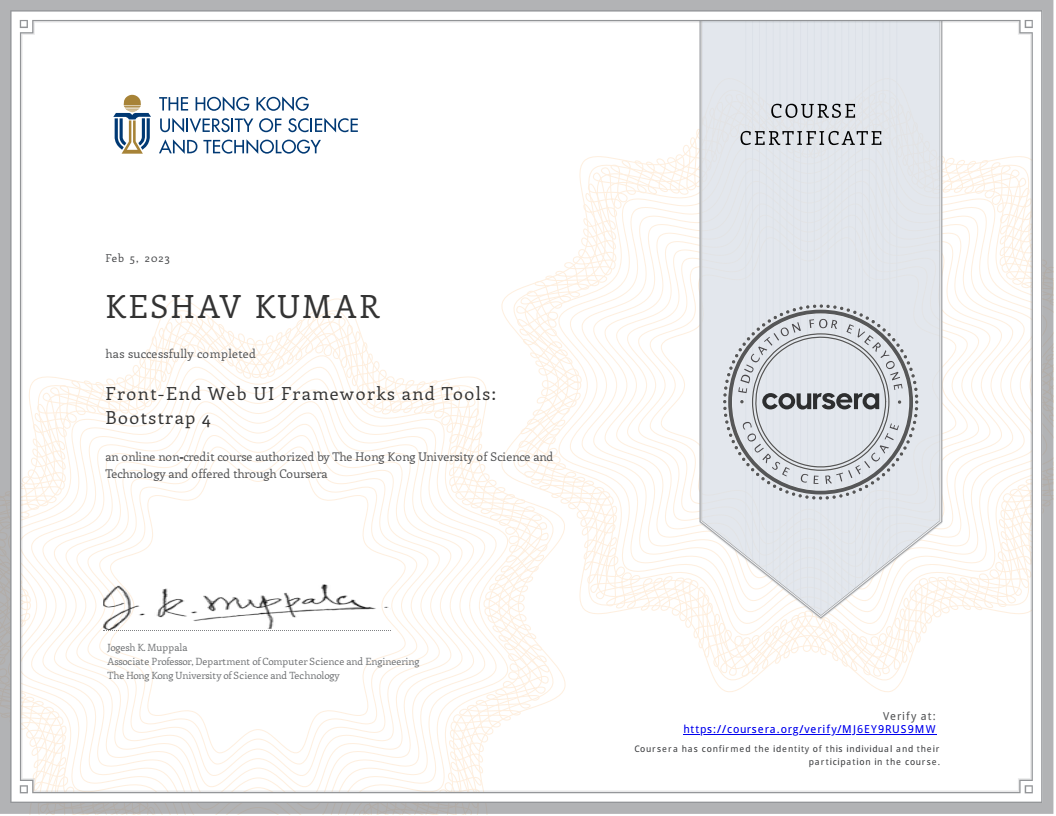 THE HONG KONG
UNIVERSITY OF SCIENCE
AND TECHNOLOGY
COURSE
CERTIFICATE
Feb 5, 2023
KESHAV KUMAR
has successfully completed
Front-End Web UI Frameworks and Tools:
Bootstrap 4
an online non-credit course authorized by The Hong Kong University of Science and
Technology and offered through Coursera
EDUCATION FOR EVERYONE
coursera
COURSE CERTIFICATE
J. K. Muppala
Jogesh K. Muppala
Associate Professor, Department of Computer Science and Engineering
The Hong Kong University of Science and Technology
Verify at:
https://coursera.org/verify/MJ6EY9RUS9MW
Coursera has confirmed the identity of this individual and their
participation in the course.